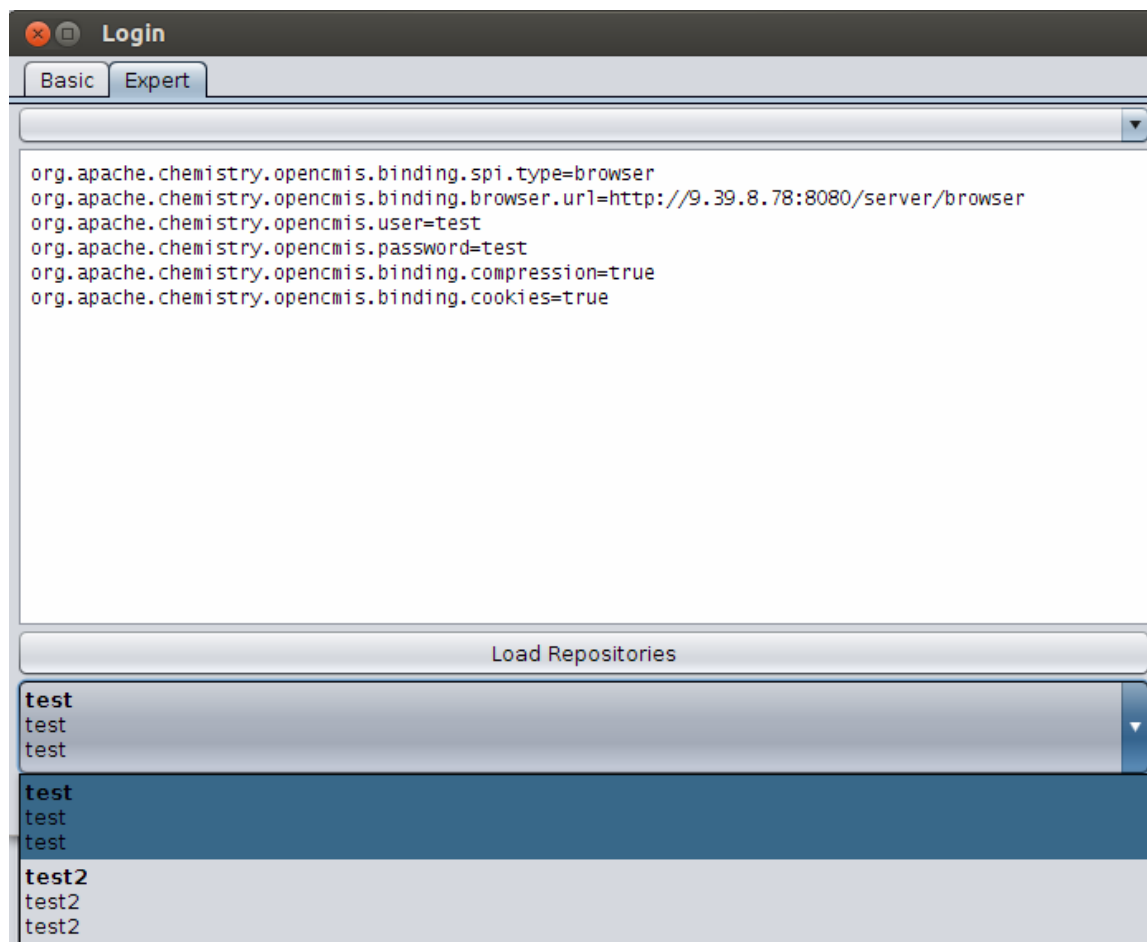 Login
Basic Expert
org.apache.chemistry.opencmis.binding.spi.type=browser
org.apache.chemistry.opencmis.binding.browser.url=http://9.39.8.78:8080/server/browser
org.apache.chemistry.opencmis.user=test
org.apache.chemistry.opencmis.password=test
org.apache.chemistry.opencmis.binding.compression=true
org.apache.chemistry.opencmis.binding.cookies=true
Load Repositories
test
test
test
test
test
test
test2
test2
test2